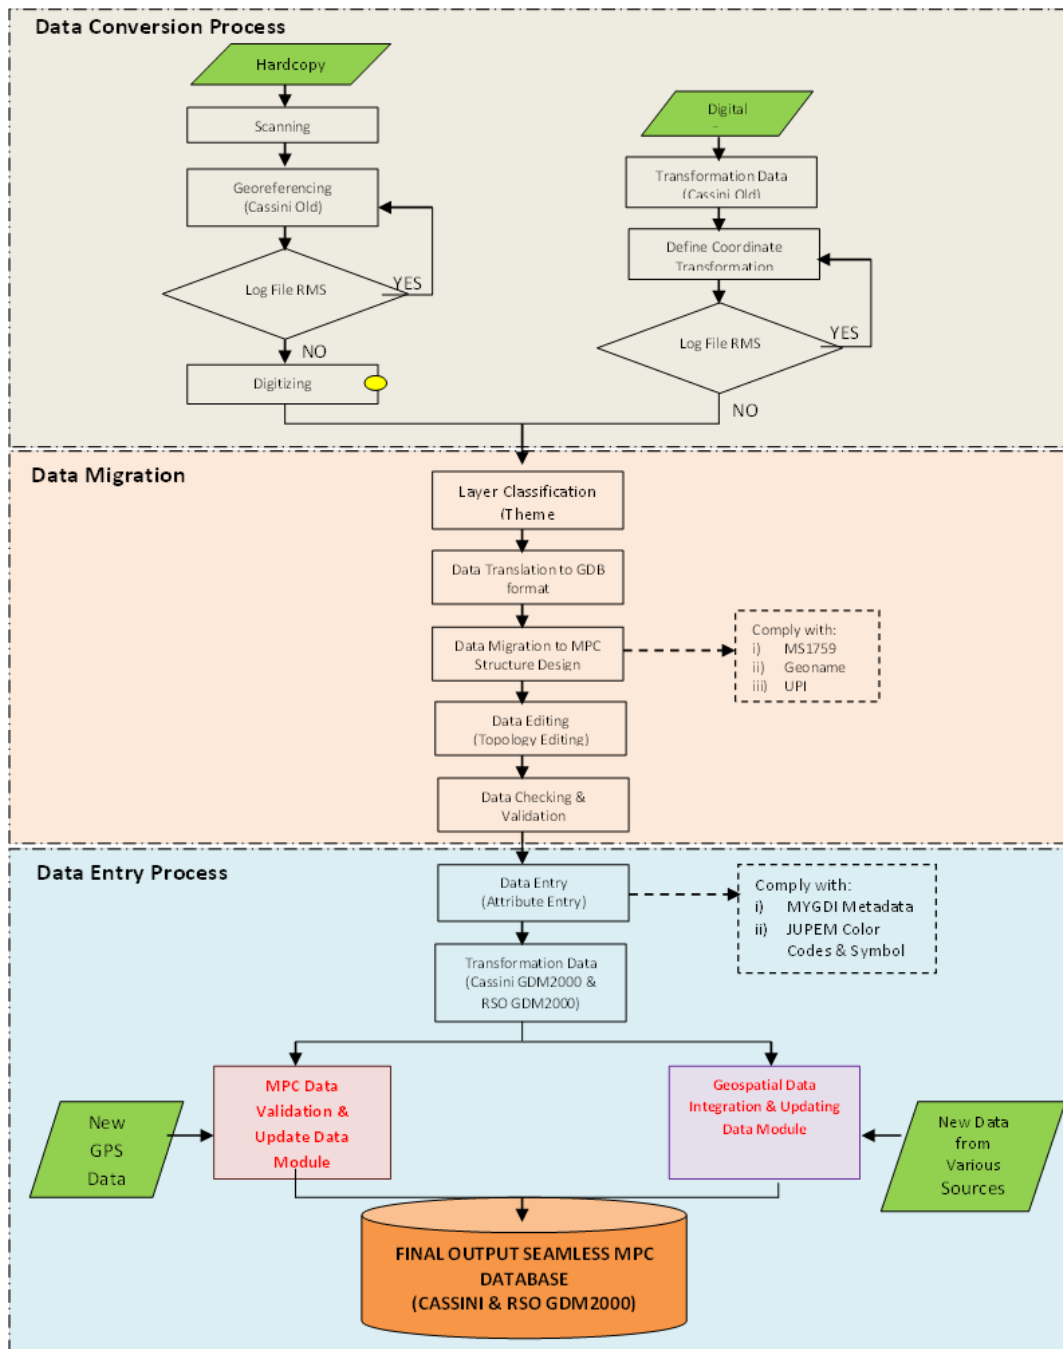 Data Conversion Process
Hardcopy
Scanning
Georeferencing
(Cassini Old)
Log File RMS
YES
NO
Digitizing
Digital
Transformation Data
(Cassini Old)
Define Coordinate
Transformation
Log File RMS
YES
NO
Data Migration
Layer Classification
(Theme
Data Translation to GDB
format
Data Migration to MPC
Structure Design
Comply with:
i) MS1759
ii) Geoname
iii) UPI
Data Editing
(Topology Editing)
Data Checking &
Validation
Data Entry Process
Data Entry
(Attribute Entry)
Comply with:
i) MYGDI Metadata
ii) JUPEM Color
Codes & Symbol
Transformation Data
(Cassini GDM2000 &
RSO GDM2000)
MPC Data
Validation &
Update Data
Module
Geospatial Data
Integration & Updating
Data Module
New
GPS
Data
New Data
from
Various
Sources
FINAL OUTPUT SEAMLESS MPC
DATABASE
(CASSINI & RSO GDM2000)